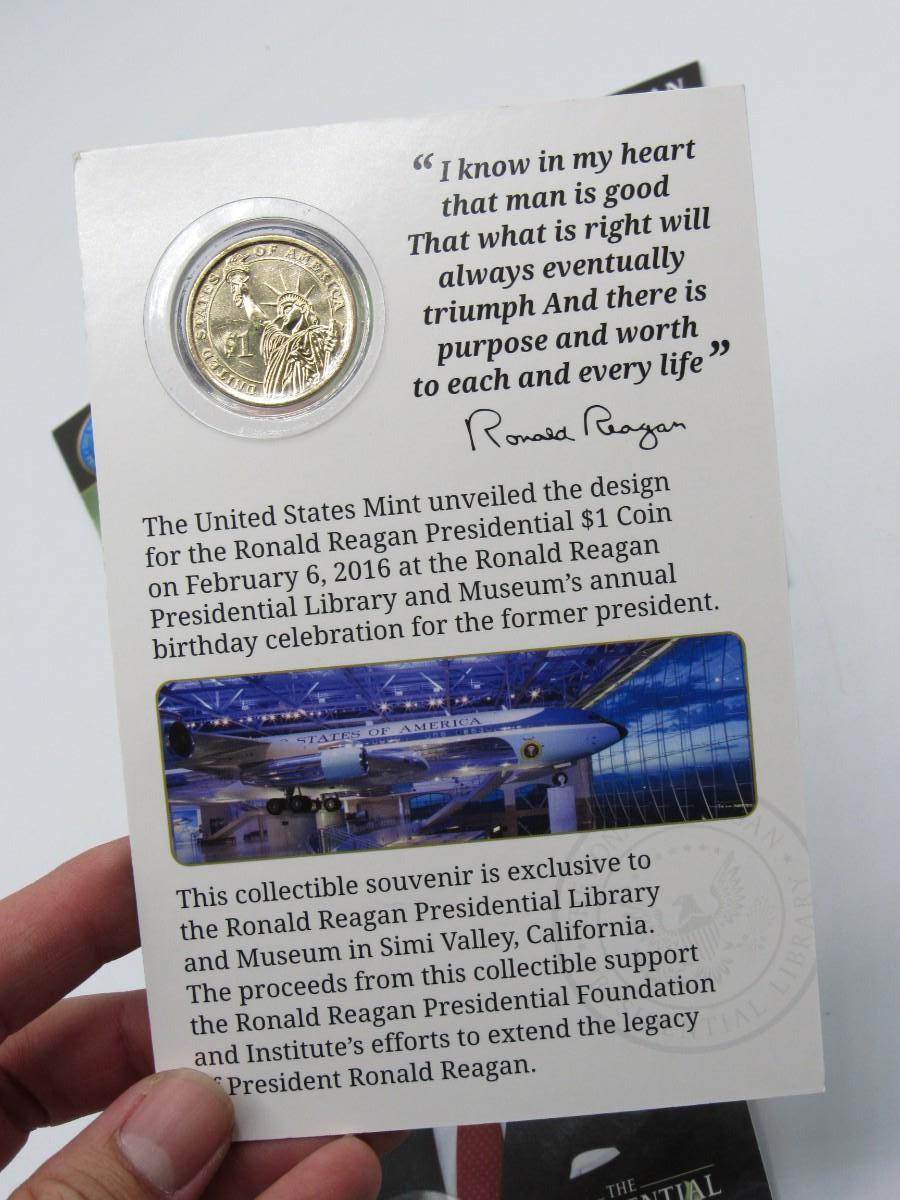 UNITED STATES OF AMERICA
$1
“ I know in my heart
that man is good
That what is right will
always eventually
triumph And there is
purpose and worth
to each and every life ”
Ronald Reagan
The United States Mint unveiled the design
for the Ronald Reagan Presidential $1 Coin
on February 6, 2016 at the Ronald Reagan
Presidential Library and Museum’s annual
birthday celebration for the former president.
STATES OF AMERICA
This collectible souvenir is exclusive to
the Ronald Reagan Presidential Library
and Museum in Simi Valley, California.
The proceeds from this collectible support
the Ronald Reagan Presidential Foundation
and Institute’s efforts to extend the legacy
of President Ronald Reagan.
THE